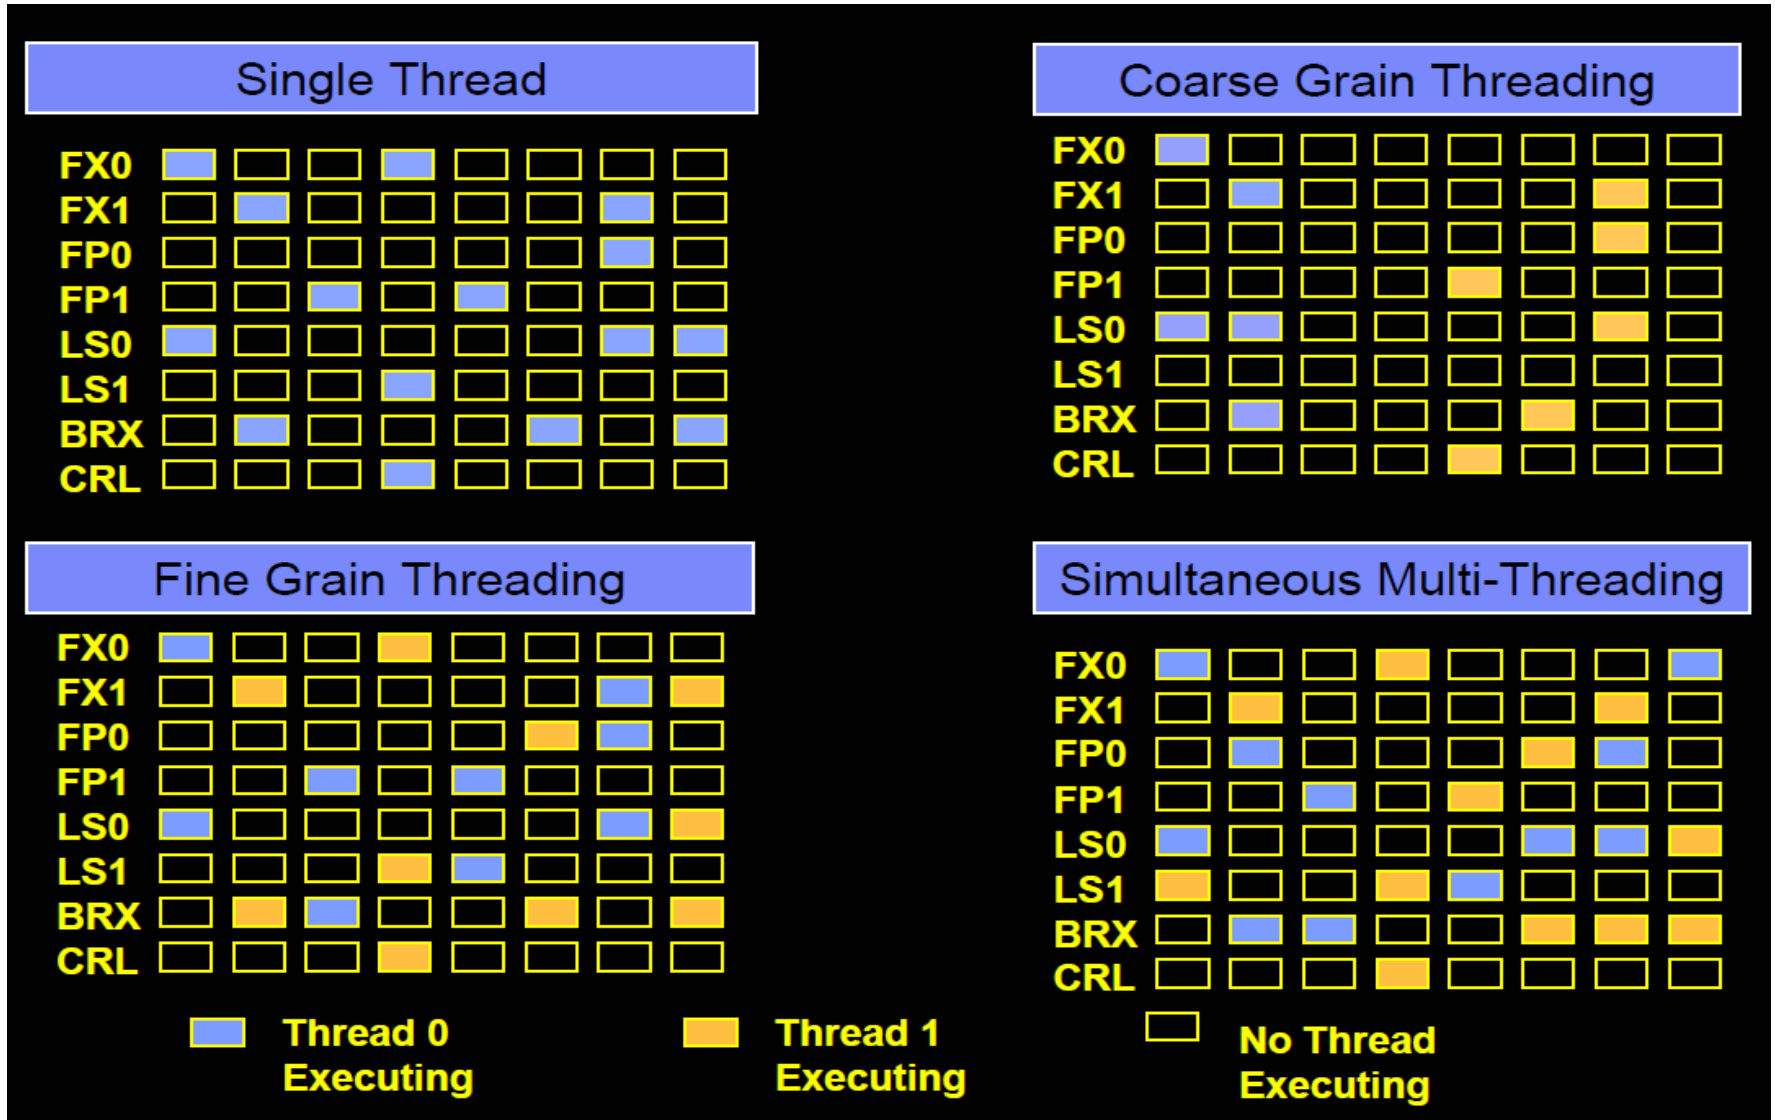 Single Thread
FX0
FX1
FP0
FP1
LS0
LS1
BRX
CRL
Coarse Grain Threading
FX0
FX1
FP0
FP1
LS0
LS1
BRX
CRL
Fine Grain Threading
FX0
FX1
FP0
FP1
LS0
LS1
BRX
CRL
Simultaneous Multi-Threading
FX0
FX1
FP0
FP1
LS0
LS1
BRX
CRL
Thread 0
Executing
Thread 1
Executing
No Thread
Executing